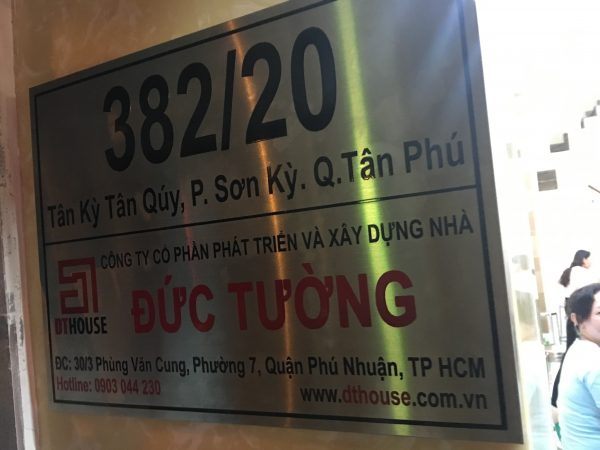 382/20
Tân Kỳ Tân Qúy, P. Sơn Kỳ. Q.Tân Phú
CÔNG TY CỔ PHẦN PHÁT TRIỂN VÀ XÂY DỰNG NHÀ
ĐỨC TƯỜNG
DTHOUSE
ĐC: 30/3 Phùng Văn Cung, Phường 7, Quận Phú Nhuận, TP HCM
Hotline: 0903 044 230
www.dthouse.com.vn